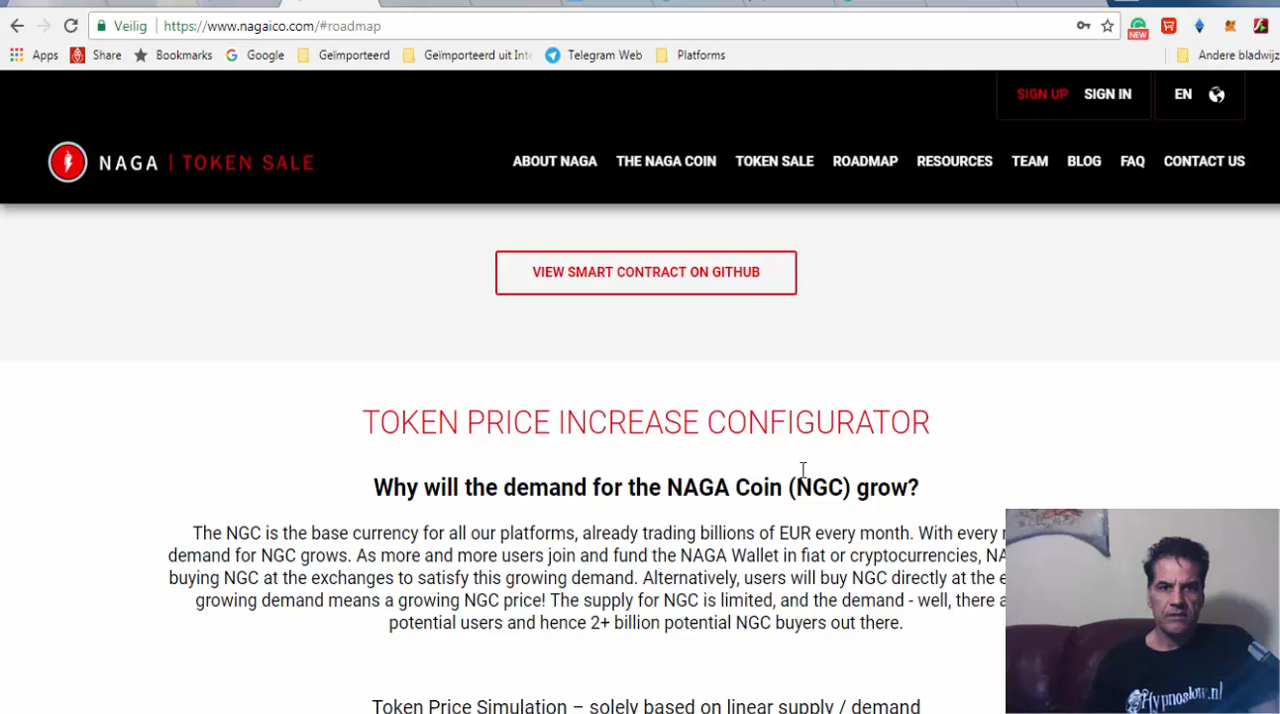 Veilig
https://www.nagaico.com/#roadmap
NEW
Apps
Share
Bookmarks
Google
Geïmporteerd
Geïmporteerd uit Inte
Telegram Web
Platforms
Andere bladwijz
SIGN UP
SIGN IN
EN
NAGA | TOKEN SALE
ABOUT NAGA
THE NAGA COIN
TOKEN SALE
ROADMAP
RESOURCES
TEAM
BLOG
FAQ
CONTACT US
VIEW SMART CONTRACT ON GITHUB
TOKEN PRICE INCREASE CONFIGURATOR
Why will the demand for the NAGA Coin (NGC) grow?
The NGC is the base currency for all our platforms, already trading billions of EUR every month. With every
demand for NGC grows. As more and more users join and fund the NAGA Wallet in fiat or cryptocurrencies, NA
buying NGC at the exchanges to satisfy this growing demand. Alternatively, users will buy NGC directly at the e
growing demand means a growing NGC price! The supply for NGC is limited, and the demand - well, there a
potential users and hence 2+ billion potential NGC buyers out there.
Token Price Simulation – solely based on linear supply / demand
Hypnoslow.nl